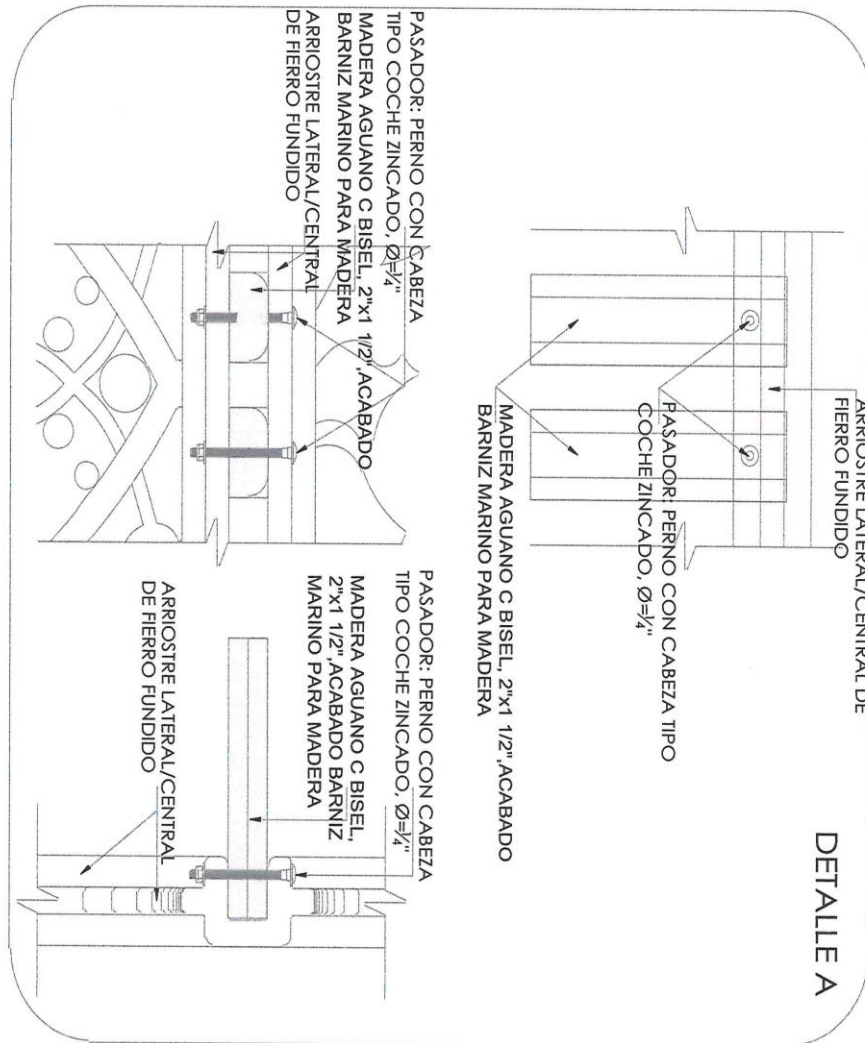 DETALLE A
ARRIOSTRE LATERAL/CENTRAL DE
FIERRO FUNDIDO
PASADOR: PERNO CON CABEZA TIPO
COCHE ZINCADO, Ø=¼"
MADERA AGUANO C BISEL, 2"x1 1/2",ACABADO
BARNIZ MARINO PARA MADERA
PASADOR: PERNO CON CABEZA
TIPO COCHE ZINCADO, Ø=¼"
MADERA AGUANO C BISEL, 2"x1 1/2",ACABADO
BARNIZ MARINO PARA MADERA
ARRIOSTRE LATERAL/CENTRAL
DE FIERRO FUNDIDO
PASADOR: PERNO CON CABEZA
TIPO COCHE ZINCADO, Ø=¼"
MADERA AGUANO C BISEL,
2"x1 1/2",ACABADO BARNIZ
MARINO PARA MADERA
ARRIOSTRE LATERAL/CENTRAL
DE FIERRO FUNDIDO